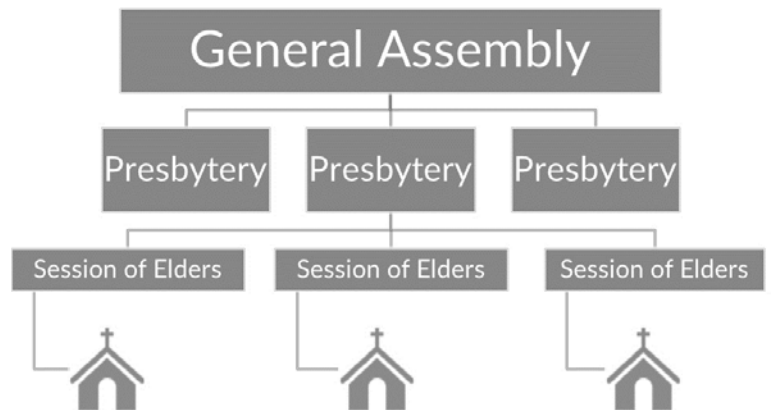 General Assembly
Presbytery
Presbytery
Presbytery
Session of Elders
Session of Elders
Session of Elders